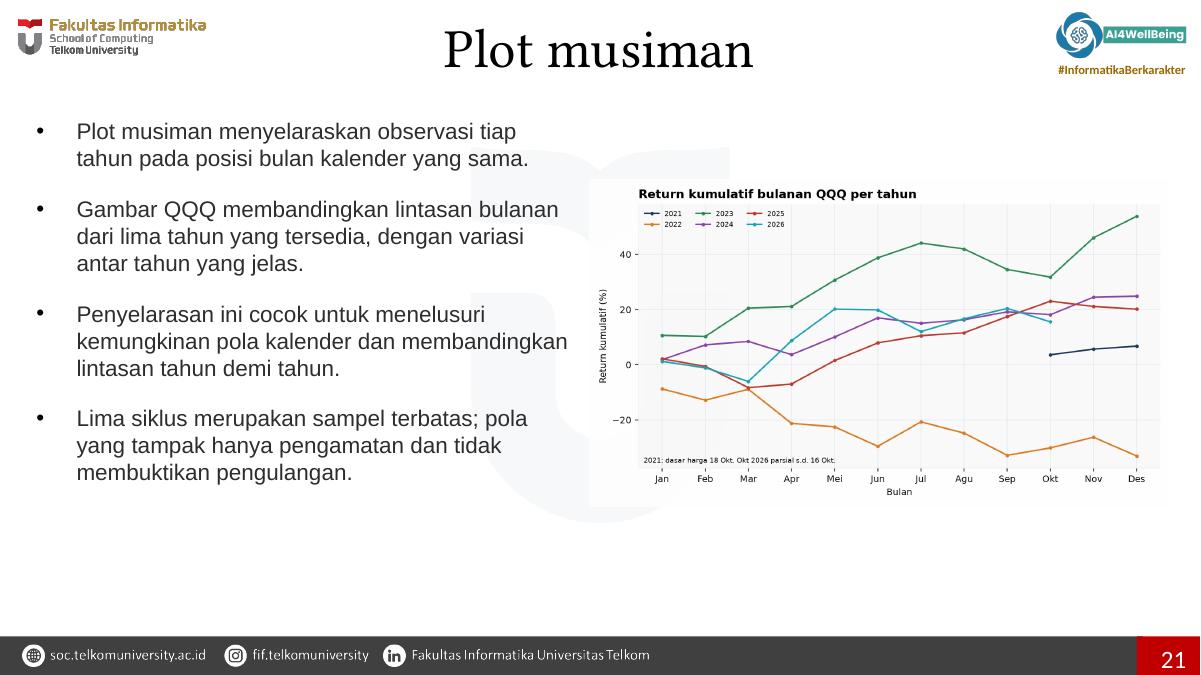 Fakultas Informatika
School of Computing
Telkom University
Plot musiman
AI4WellBeing
#InformatikaBerkarakter
• Plot musiman menyelaraskan observasi tiap
tahun pada posisi bulan kalender yang sama.
• Gambar QQQ membandingkan lintasan bulanan
dari lima tahun yang tersedia, dengan variasi
antar tahun yang jelas.
• Penyelarasan ini cocok untuk menelusuri
kemungkinan pola kalender dan membandingkan
lintasan tahun demi tahun.
• Lima siklus merupakan sampel terbatas; pola
yang tampak hanya pengamatan dan tidak
membuktikan pengulangan.
Return kumulatif bulanan QQQ per tahun
2021 2023 2025
2022 2024 2026
Return kumulatif (%)
40
20
0
−20
2021: dasar harga 18 Okt. Okt 2026 parsial s.d. 16 Okt.
Jan Feb Mar Apr Mei Jun Jul Agu Sep Okt Nov Des
Bulan
soc.telkomuniversity.ac.id fif.telkomuniversity Fakultas Informatika Universitas Telkom
21